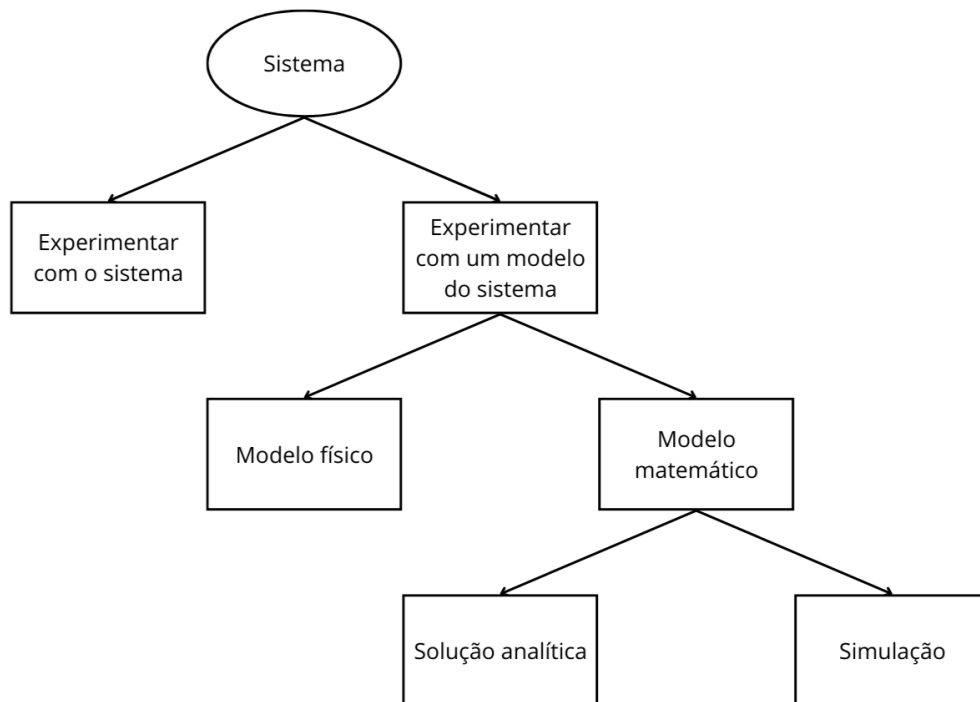 Sistema
Experimentar
com o sistema
Experimentar
com um modelo
do sistema
Modelo físico
Modelo
matemático
Solução analítica
Simulação